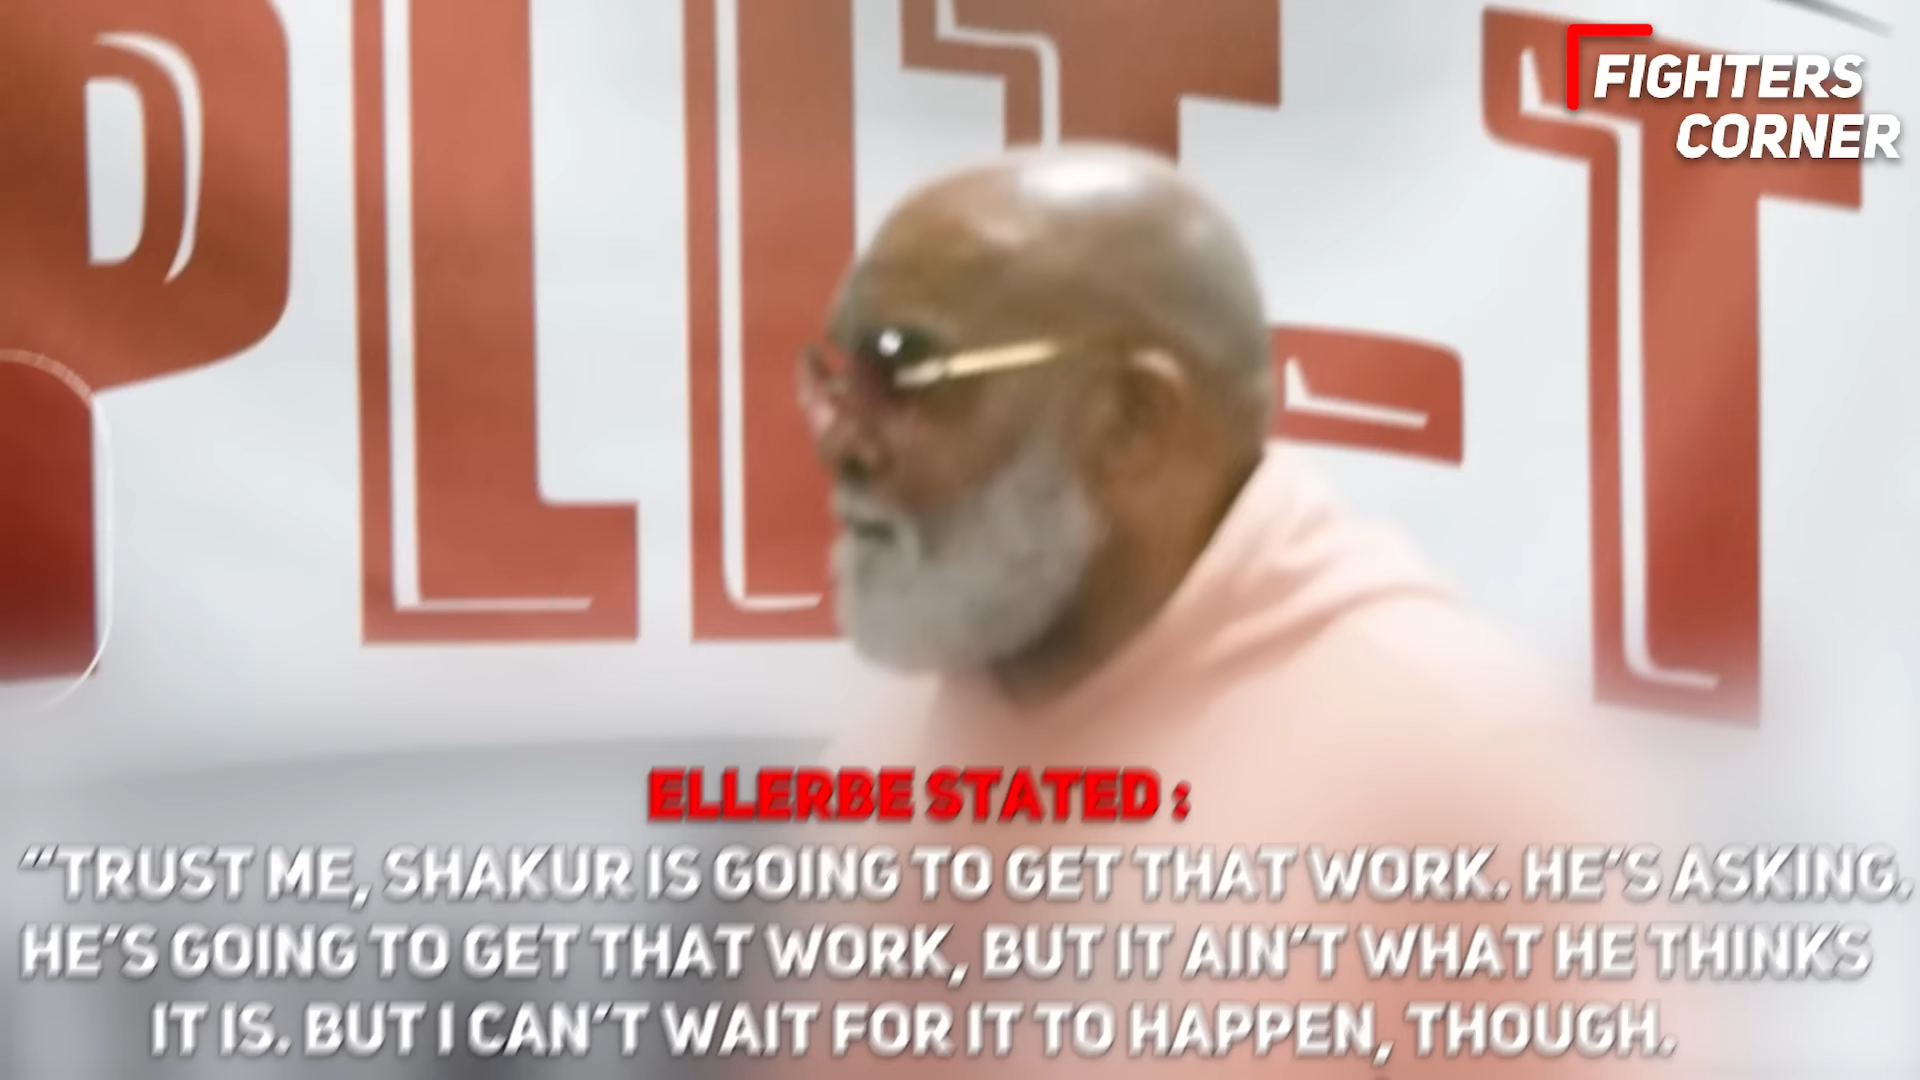 PLIT-T
FIGHTERS
CORNER
ELLERBE STATED :
“TRUST ME, SHAKUR IS GOING TO GET THAT WORK. HE’S ASKING.
HE’S GOING TO GET THAT WORK, BUT IT AIN’T WHAT HE THINKS
IT IS. BUT I CAN’T WAIT FOR IT TO HAPPEN, THOUGH.